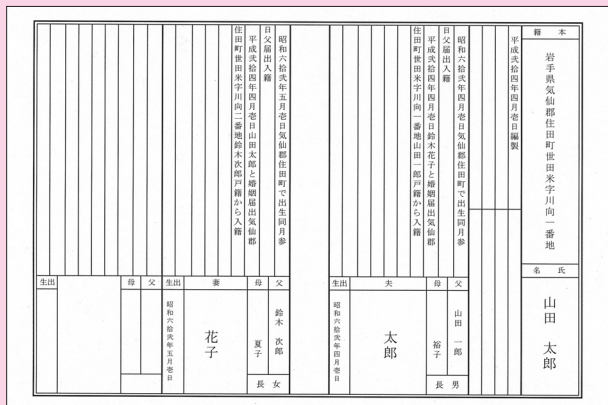 本籍
岩手県気仙郡住田町世田米字川向一番地
氏名
山田 太郎
平成弐拾四年四月壱日編製
昭和六拾弐年四月壱日気仙郡住田町で出生同月参
日父届出入籍
平成弐拾四年四月壱日鈴木花子と婚姻届出気仙郡
住田町世田米字川向一番地山田一郎戸籍から入籍
父
山田 一郎
母
裕子
男
長
夫
太郎
出生
昭和六拾弐年四月壱日
昭和六拾弐年五月壱日気仙郡住田町で出生同月参
日父届出入籍
平成弐拾四年四月壱日山田太郎と婚姻届出気仙郡
住田町世田米字川向二番地鈴木次郎戸籍から入籍
父
鈴木 次郎
母
夏子
女
長
妻
花子
出生
昭和六拾弐年五月壱日
父
母
出生